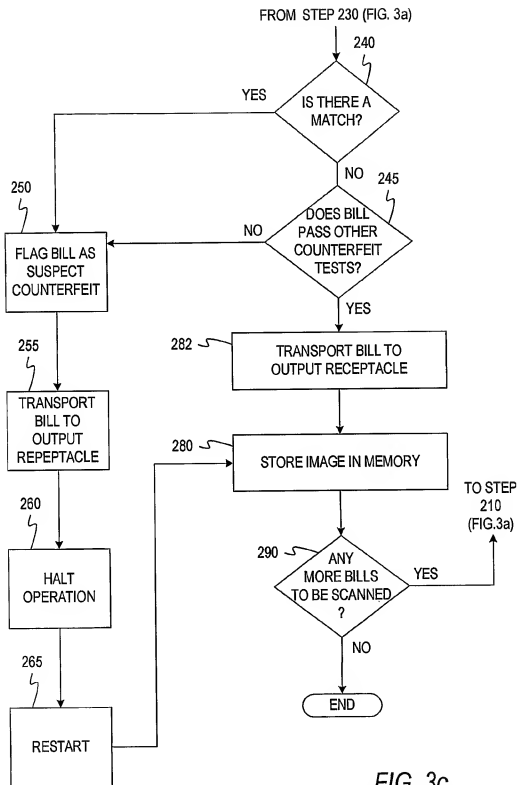 FROM STEP 230 (FIG. 3a)
240
IS THERE A
MATCH?
YES
NO
245
DOES BILL
PASS OTHER
COUNTERFEIT
TESTS?
NO
YES
250
FLAG BILL AS
SUSPECT
COUNTERFEIT
255
TRANSPORT
BILL TO
OUTPUT
REPEPTACLE
260
HALT
OPERATION
265
RESTART
282
TRANSPORT BILL TO
OUTPUT RECEPTACLE
280
STORE IMAGE IN MEMORY
290
ANY
MORE BILLS
TO BE SCANNED
?
YES
TO STEP
210
(FIG.3a)
NO
END
FIG. 3c